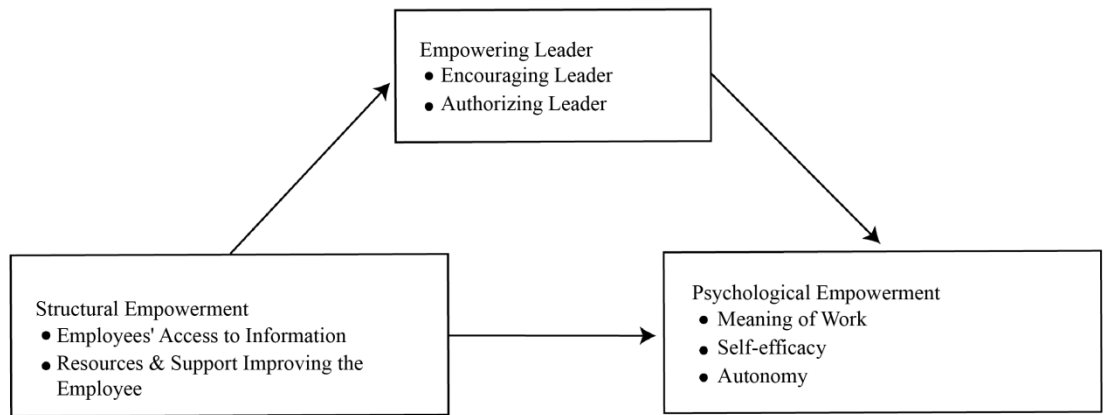 Empowering Leader
● Encouraging Leader
● Authorizing Leader
Structural Empowerment
● Employees' Access to Information
● Resources & Support Improving the
Employee
Psychological Empowerment
● Meaning of Work
● Self-efficacy
● Autonomy